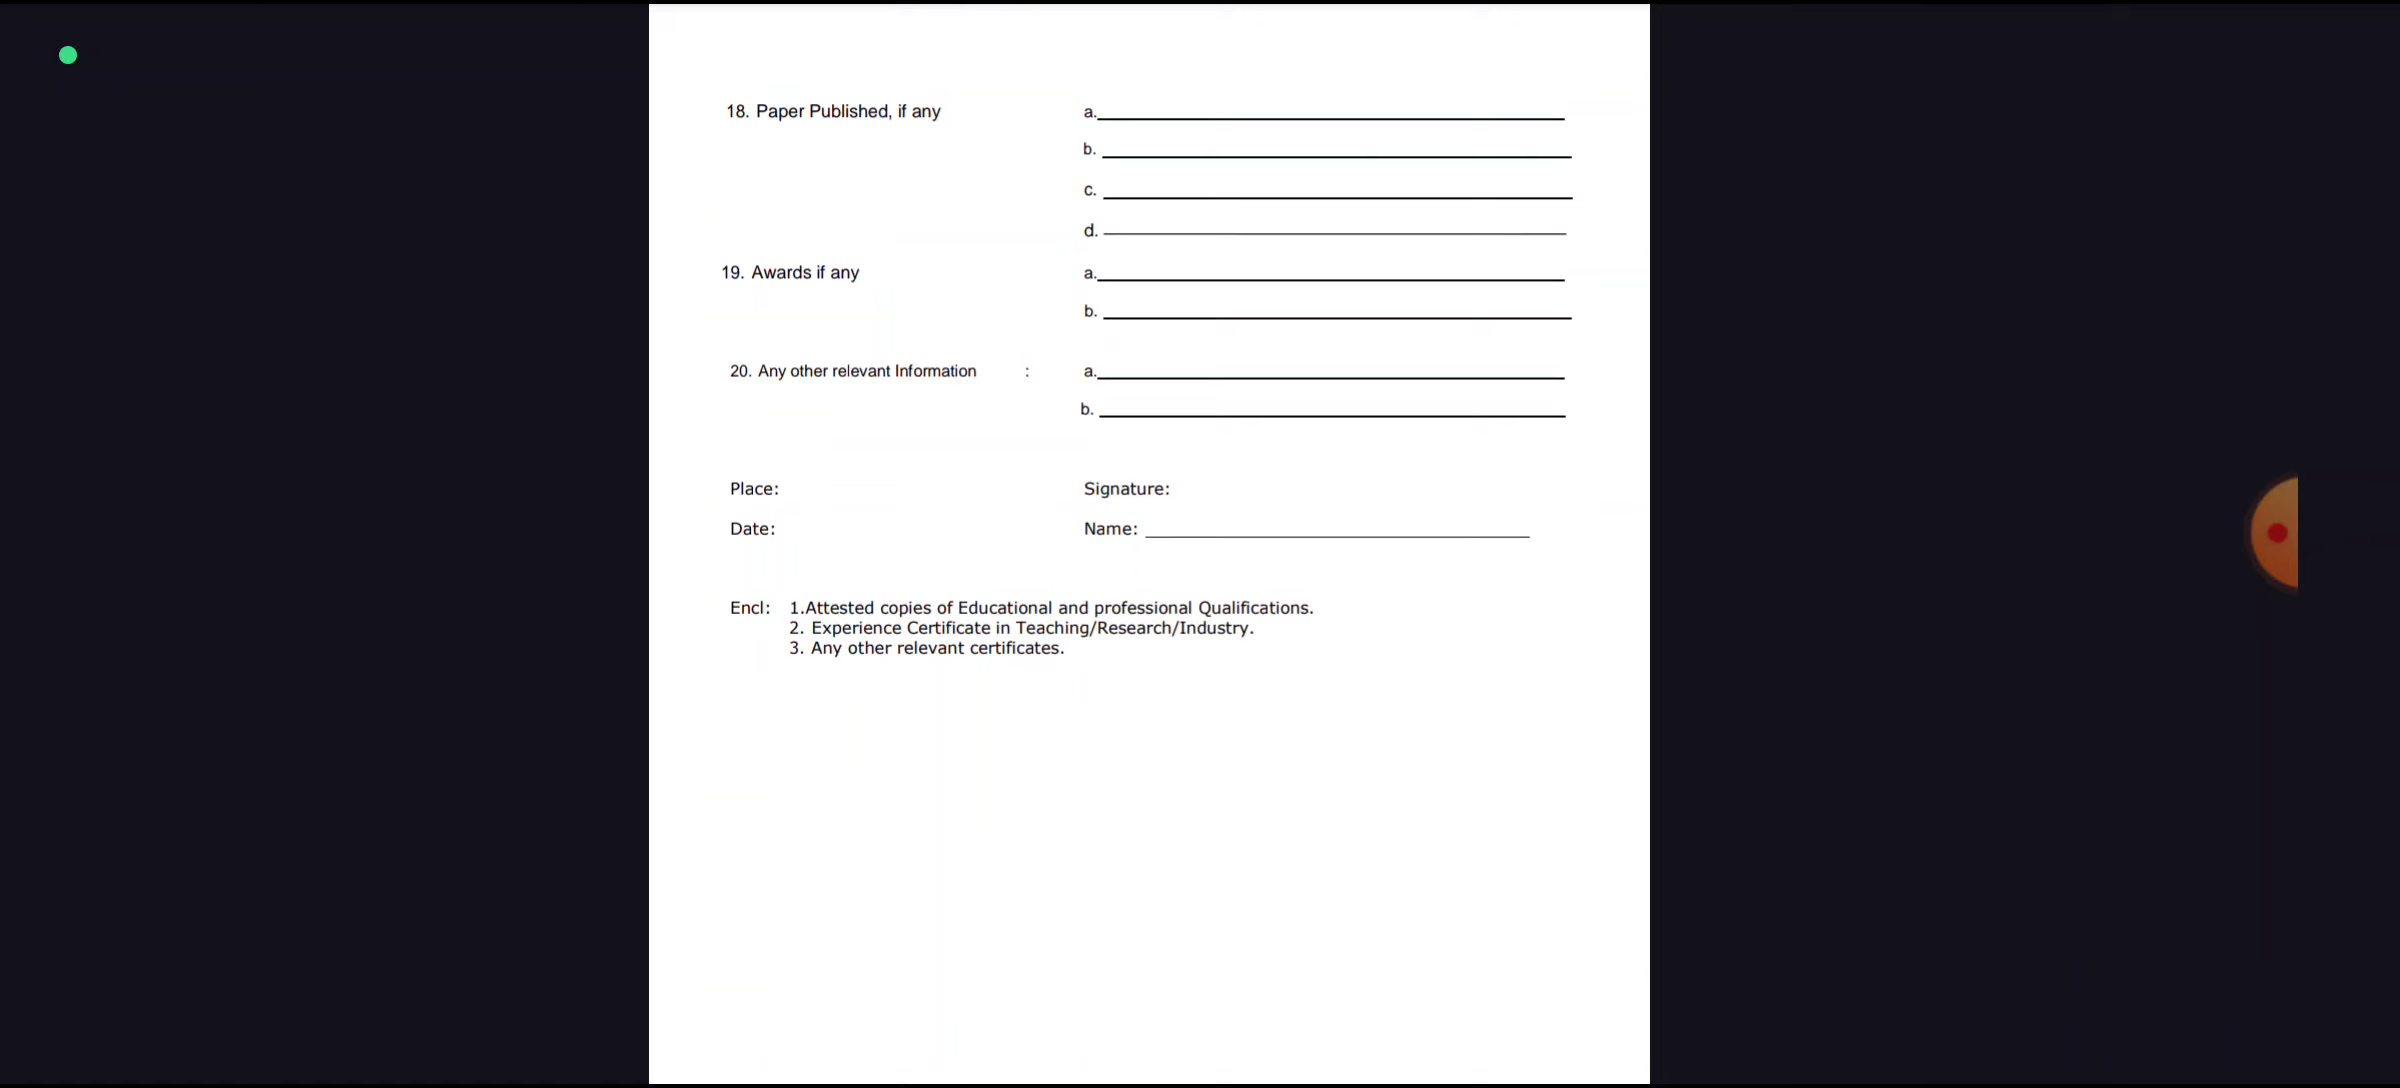 18. Paper Published, if any a.
b.
c.
d.
19. Awards if any a.
b.
20. Any other relevant Information : a.
b.
Place: Signature:
Date: Name:
Encl: 1.Attested copies of Educational and professional Qualifications.
2. Experience Certificate in Teaching/Research/Industry.
3. Any other relevant certificates.